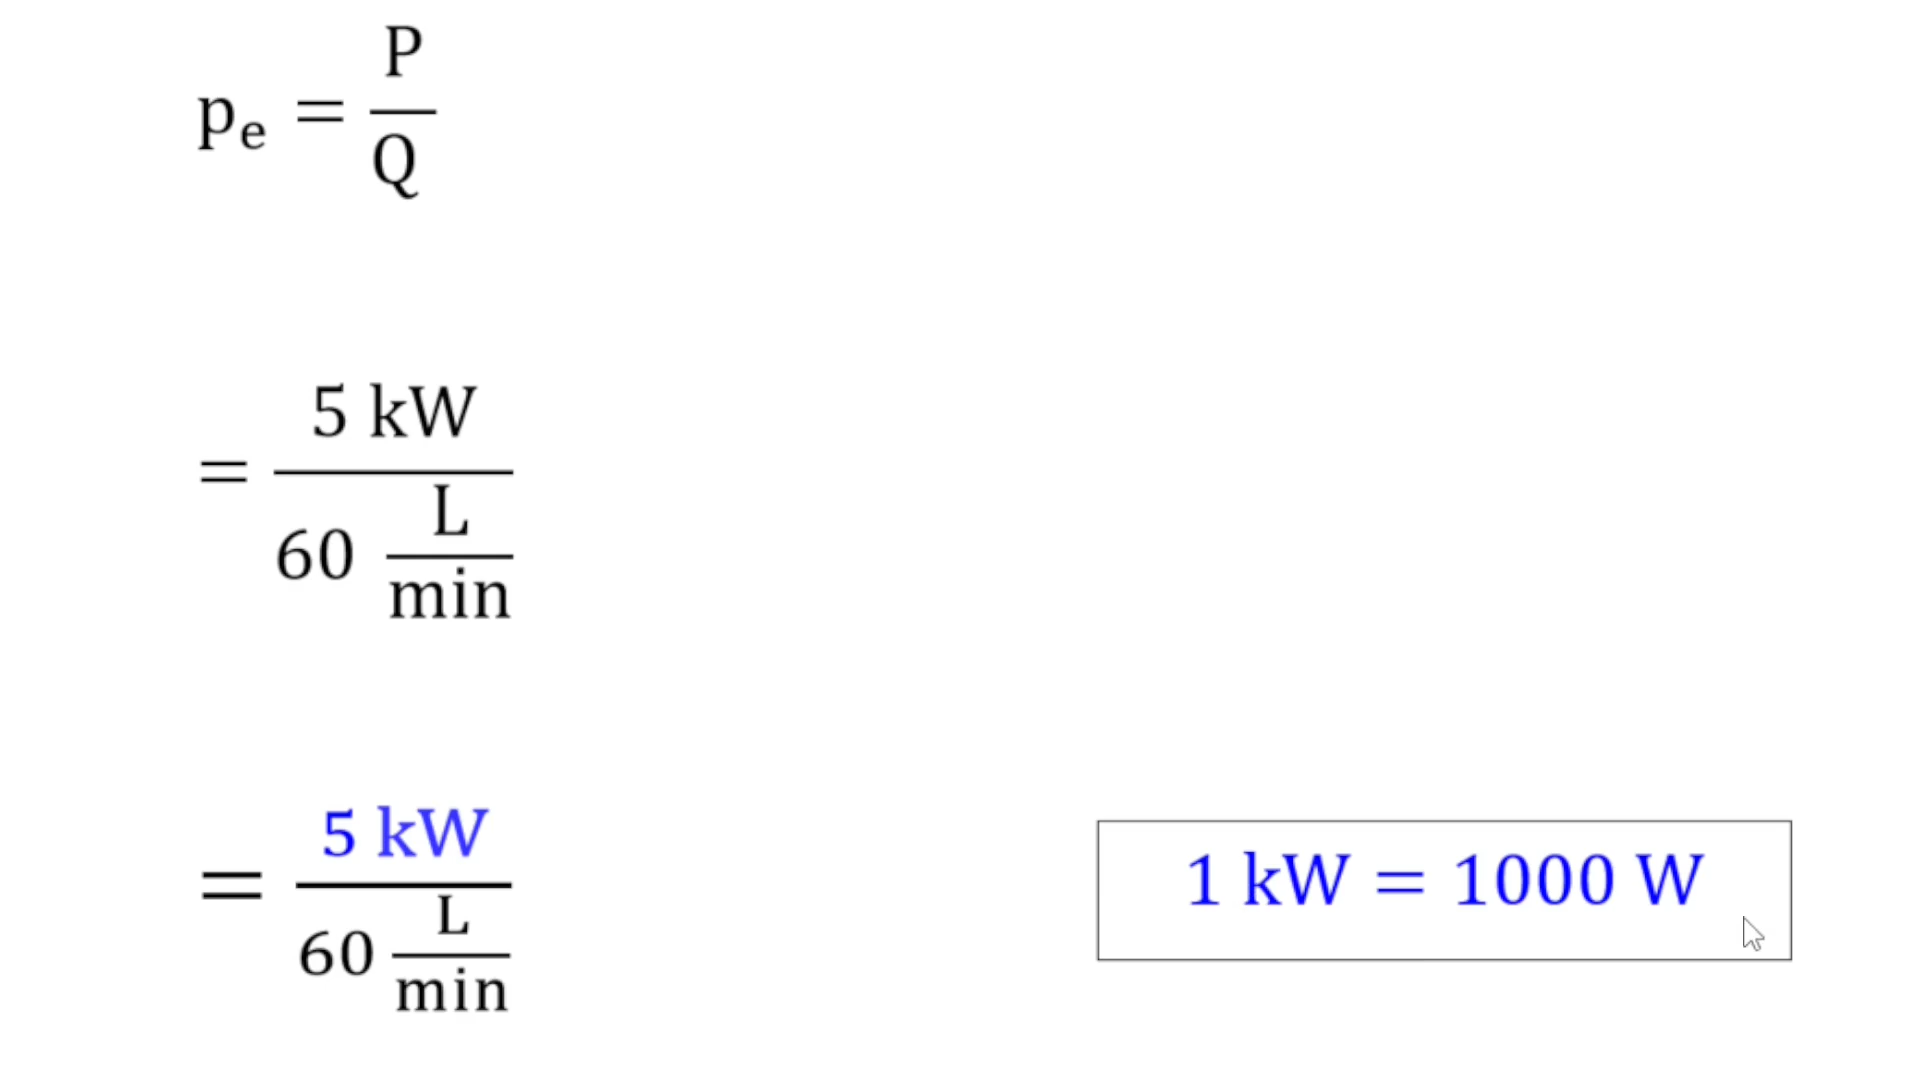 pₑ = P
Q
= 5 kW
60 L
min
= 5 kW
60 L
min
1 kW = 1000 W